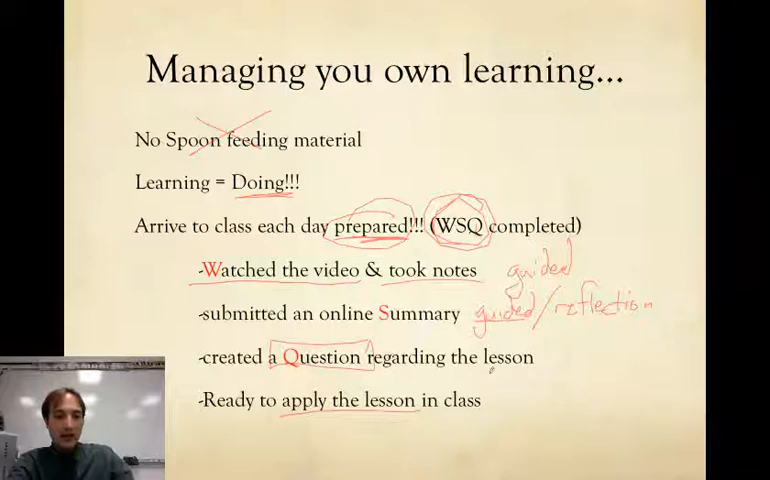 Managing you own learning...
No Spoon feeding material
Learning = Doing!!!
Arrive to class each day prepared!!! (WSQ completed)
-Watched the video & took notes guided
-submitted an online Summary guided/reflection
-created a Question regarding the lesson
-Ready to apply the lesson in class